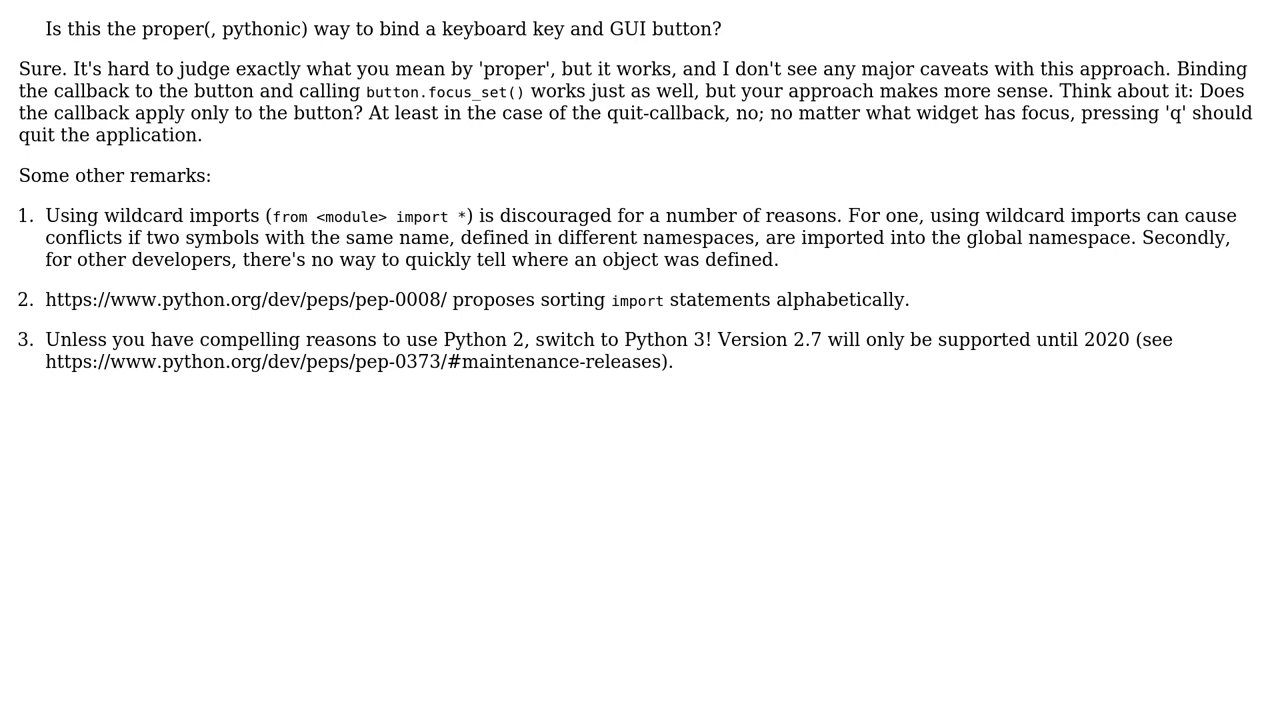 Is this the proper(, pythonic) way to bind a keyboard key and GUI button?
Sure. It's hard to judge exactly what you mean by 'proper', but it works, and I don't see any major caveats with this approach. Binding
the callback to the button and calling button.focus_set() works just as well, but your approach makes more sense. Think about it: Does
the callback apply only to the button? At least in the case of the quit-callback, no; no matter what widget has focus, pressing 'q' should
quit the application.
Some other remarks:
1. Using wildcard imports (from <module> import *) is discouraged for a number of reasons. For one, using wildcard imports can cause
conflicts if two symbols with the same name, defined in different namespaces, are imported into the global namespace. Secondly,
for other developers, there's no way to quickly tell where an object was defined.
2. https://www.python.org/dev/peps/pep-0008/ proposes sorting import statements alphabetically.
3. Unless you have compelling reasons to use Python 2, switch to Python 3! Version 2.7 will only be supported until 2020 (see
https://www.python.org/dev/peps/pep-0373/#maintenance-releases).